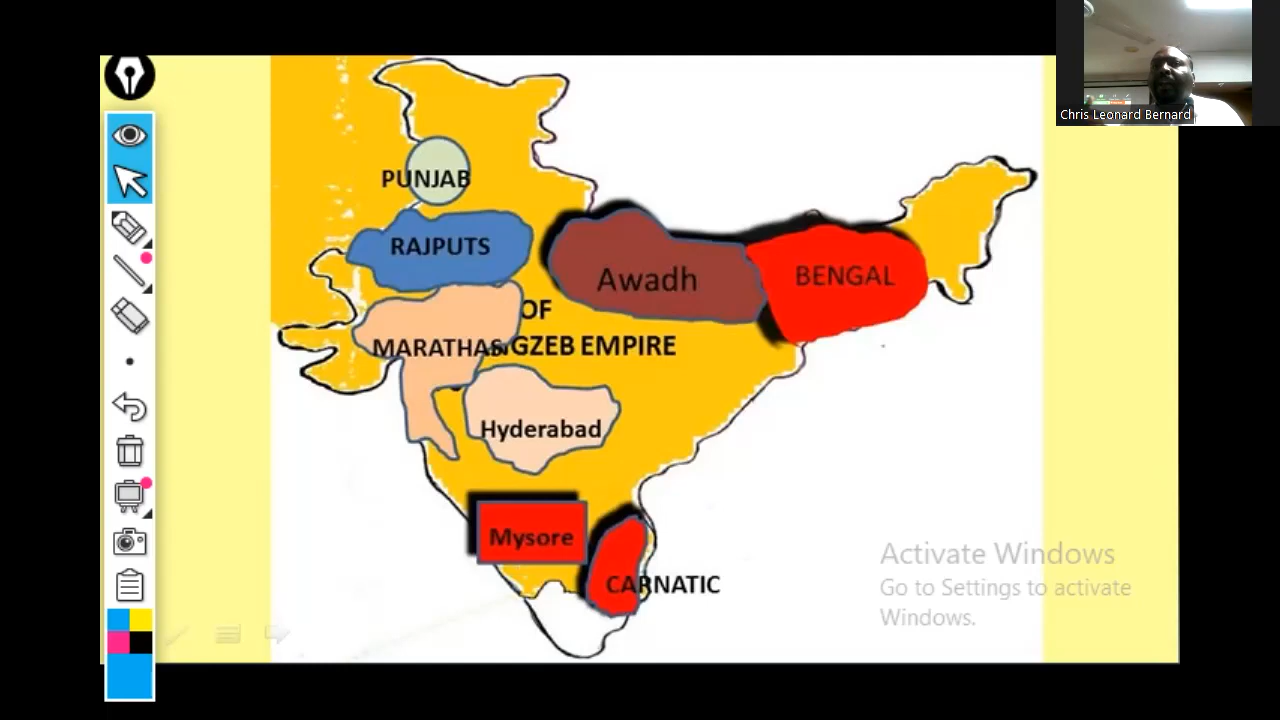 Chris Leonard Bernard
PUNJAB
RAJPUTS
Awadh
BENGAL
OF
MARATHAS GZEB EMPIRE
Hyderabad
Mysore
CARNATIC
Activate Windows
Go to Settings to activate
Windows.